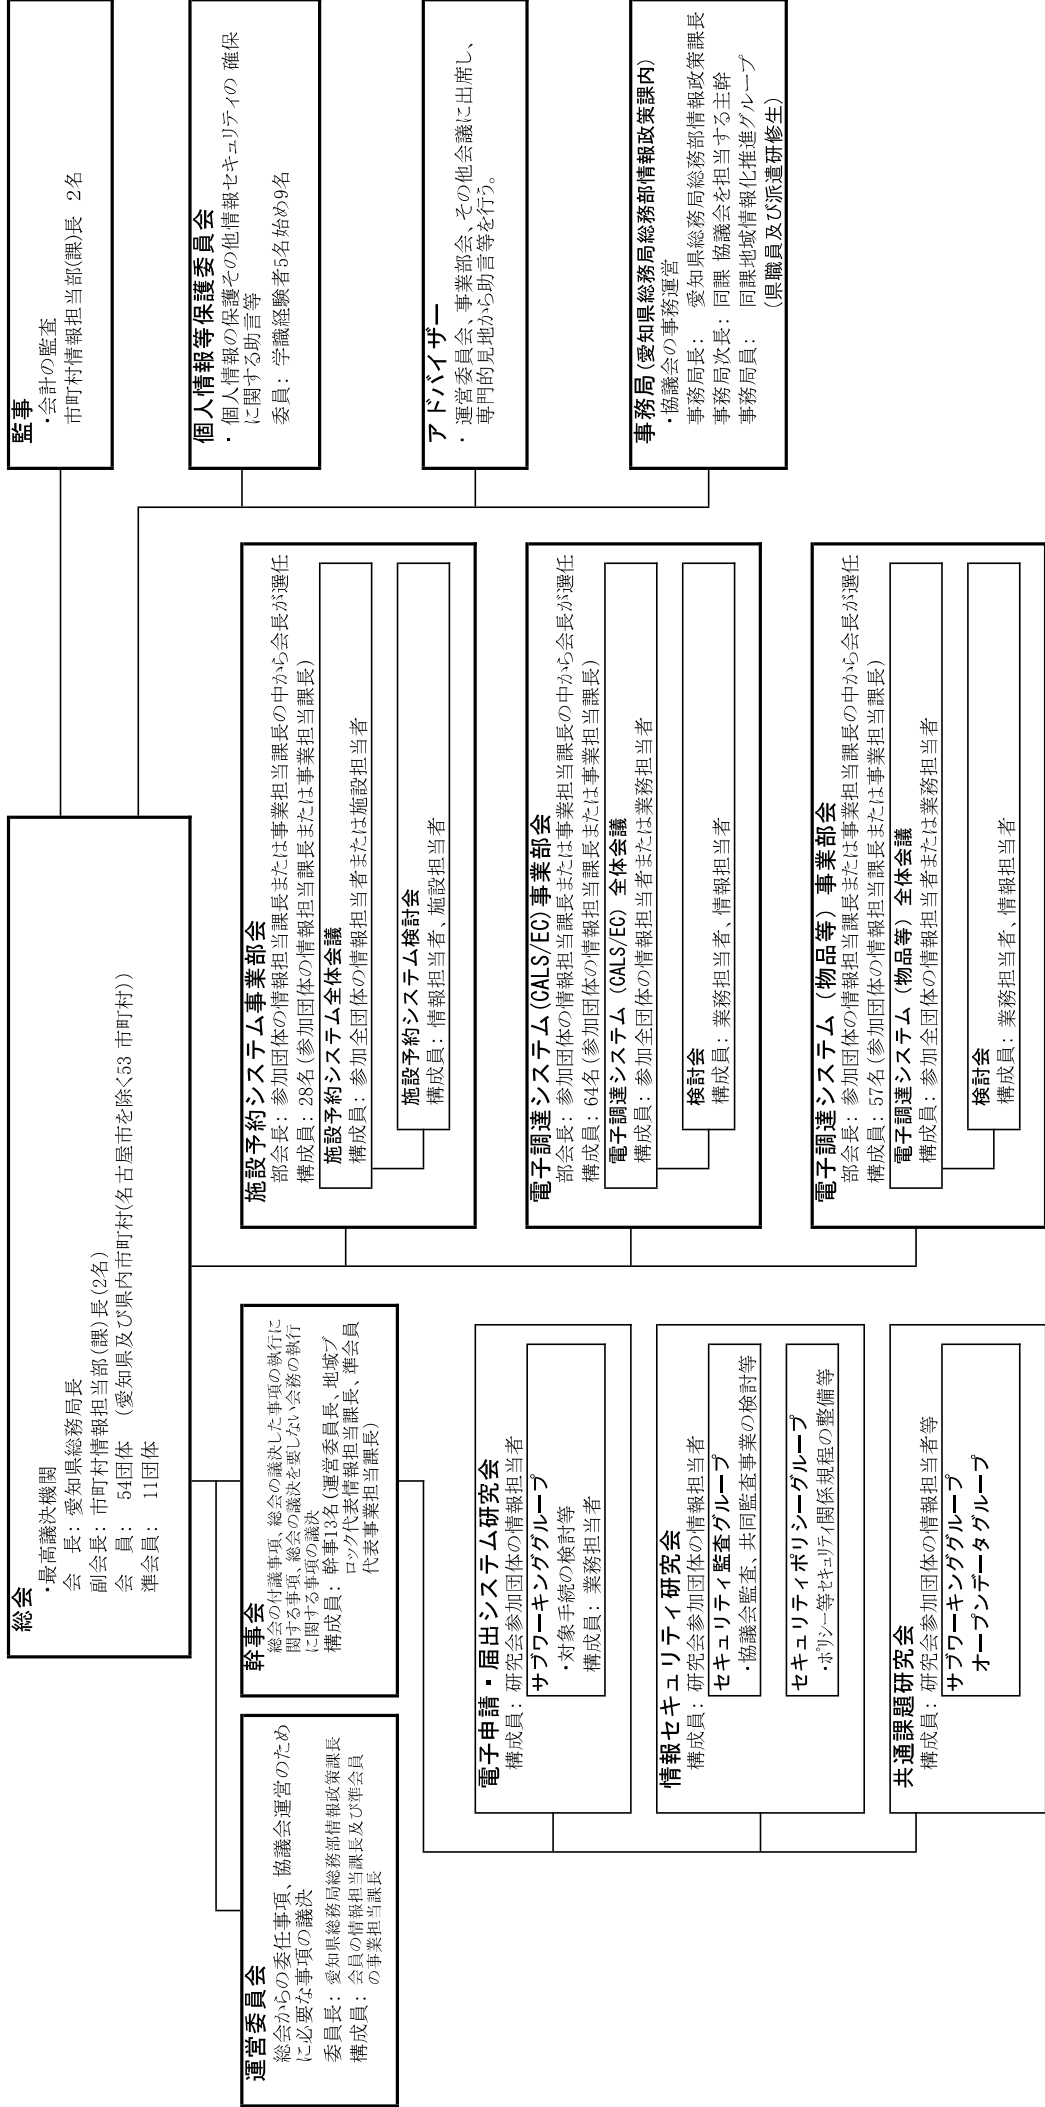 総会
・最高議決機関
会　長： 愛知県総務局長
副会長： 市町村情報担当部(課)長(2名)
会　員： 54団体　(愛知県及び県内市町村(名古屋市を除く53 市町村))
準会員： 11団体
監事
・会計の監査
市町村情報担当部(課)長　2名
個人情報等保護委員会
・ 個人情報の保護その他情報セキュリティの 確保
に関する助言等
委員： 学識経験者5名始め9名
アドバイザー
・ 運営委員会、事業部会、その他会議に出席し、
専門的見地から助言等を行う。
事務局(愛知県総務局総務部情報政策課内)
・協議会の事務運営
事務局長： 愛知県総務局総務部情報政策課長
事務局次長： 同課 協議会を担当する主幹
事務局員： 同課地域情報化推進グループ
(県職員及び派遣研修生)
運営委員会
総会からの委任事項、協議会運営のため
に必要な事項の議決
委員長： 愛知県総務局総務部情報政策課長
構成員： 会員の情報担当課長及び準会員
の事業担当課長
幹事会
総会の付議事項、総会の議決した事項の執行に
関する事項、総会の議決を要しない会務の執行
に関する事項の議決
構成員： 幹事13名(運営委員長、地域ブ
ロック代表情報担当課長、準会員
代表事業担当課長)
施設予約システム事業部会
部会長： 参加団体の情報担当課長または事業担当課長の中から会長が選任
構成員： 28名(参加団体の情報担当課長または事業担当課長)
施設予約システム全体会議
構成員： 参加全団体の情報担当者または施設担当者
施設予約システム検討会
構成員： 情報担当者、施設担当者
電子調達システム(CALS/EC)事業部会
部会長： 参加団体の情報担当課長または事業担当課長の中から会長が選任
構成員： 64名(参加団体の情報担当課長または事業担当課長)
電子調達システム (CALS/EC) 全体会議
構成員： 参加全団体の情報担当者または業務担当者
検討会
構成員： 業務担当者、情報担当者
電子調達システム (物品等) 事業部会
部会長： 参加団体の情報担当課長または事業担当課長の中から会長が選任
構成員： 57名(参加団体の情報担当課長または事業担当課長)
電子調達システム (物品等) 全体会議
構成員： 参加全団体の情報担当者または業務担当者
検討会
構成員： 業務担当者、情報担当者
電子申請・届出システム研究会
構成員： 研究会参加団体の情報担当者
サブワーキンググループ
・対象手続の検討等
構成員： 業務担当者
情報セキュリティ研究会
構成員： 研究会参加団体の情報担当者
セキュリティ監査グループ
・協議会監査、共同監査事業の検討等
セキュリティポリシーグループ
・ポリシー等セキュリティ関係規程の整備等
共通課題研究会
構成員： 研究会参加団体の情報担当者等
サブワーキンググループ
オープンデータグループ